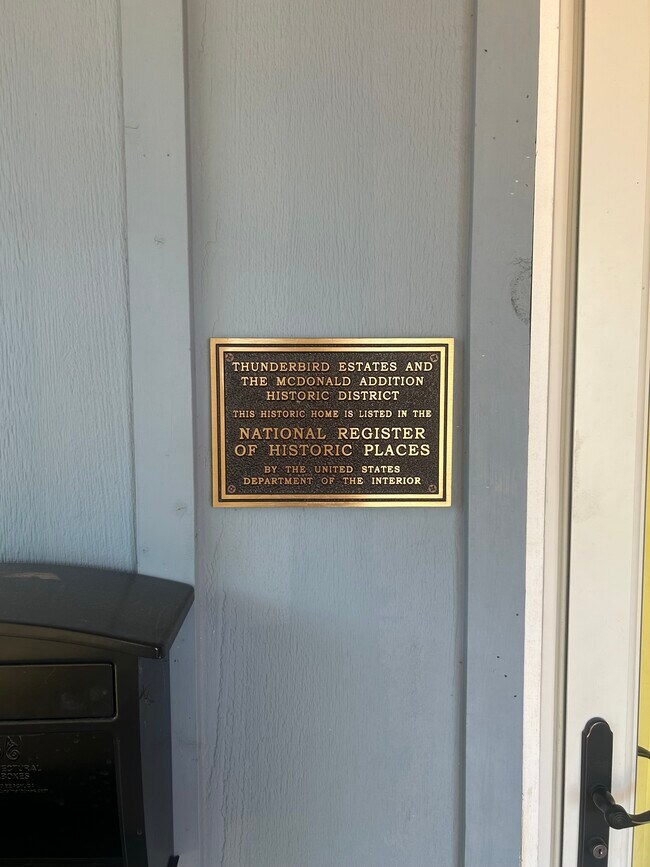 THUNDERBIRD ESTATES AND
THE MCDONALD ADDITION
HISTORIC DISTRICT
THIS HISTORIC HOME IS LISTED IN THE
NATIONAL REGISTER
OF HISTORIC PLACES
BY THE UNITED STATES
DEPARTMENT OF THE INTERIOR